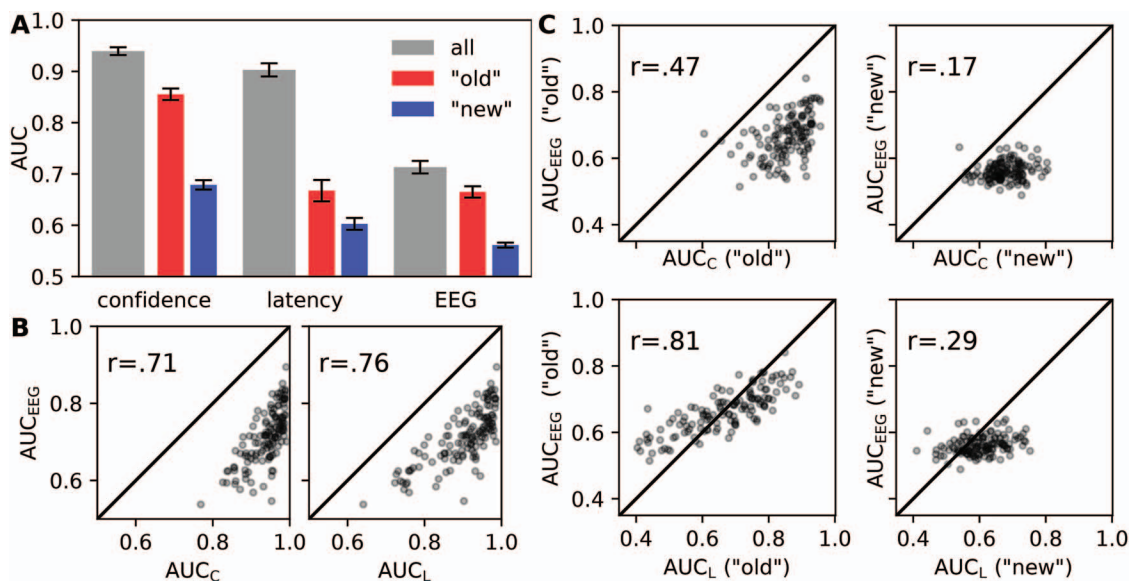 A
1.0
0.9
0.8
0.7
0.6
0.5
AUC
all
"old"
"new"
confidence latency EEG
B
1.0
0.8
0.6
AUC_EEG
r=.71
r=.76
0.6 0.8 1.0
0.6 0.8 1.0
AUC_C
AUC_L
C
1.0
0.8
0.6
0.4
AUC_EEG ("old")
r=.47
AUC_C ("old")
AUC_EEG ("new")
r=.17
AUC_C ("new")
1.0
0.8
0.6
0.4
AUC_EEG ("old")
r=.81
0.4 0.6 0.8 1.0
AUC_L ("old")
AUC_EEG ("new")
r=.29
0.4 0.6 0.8 1.0
AUC_L ("new")